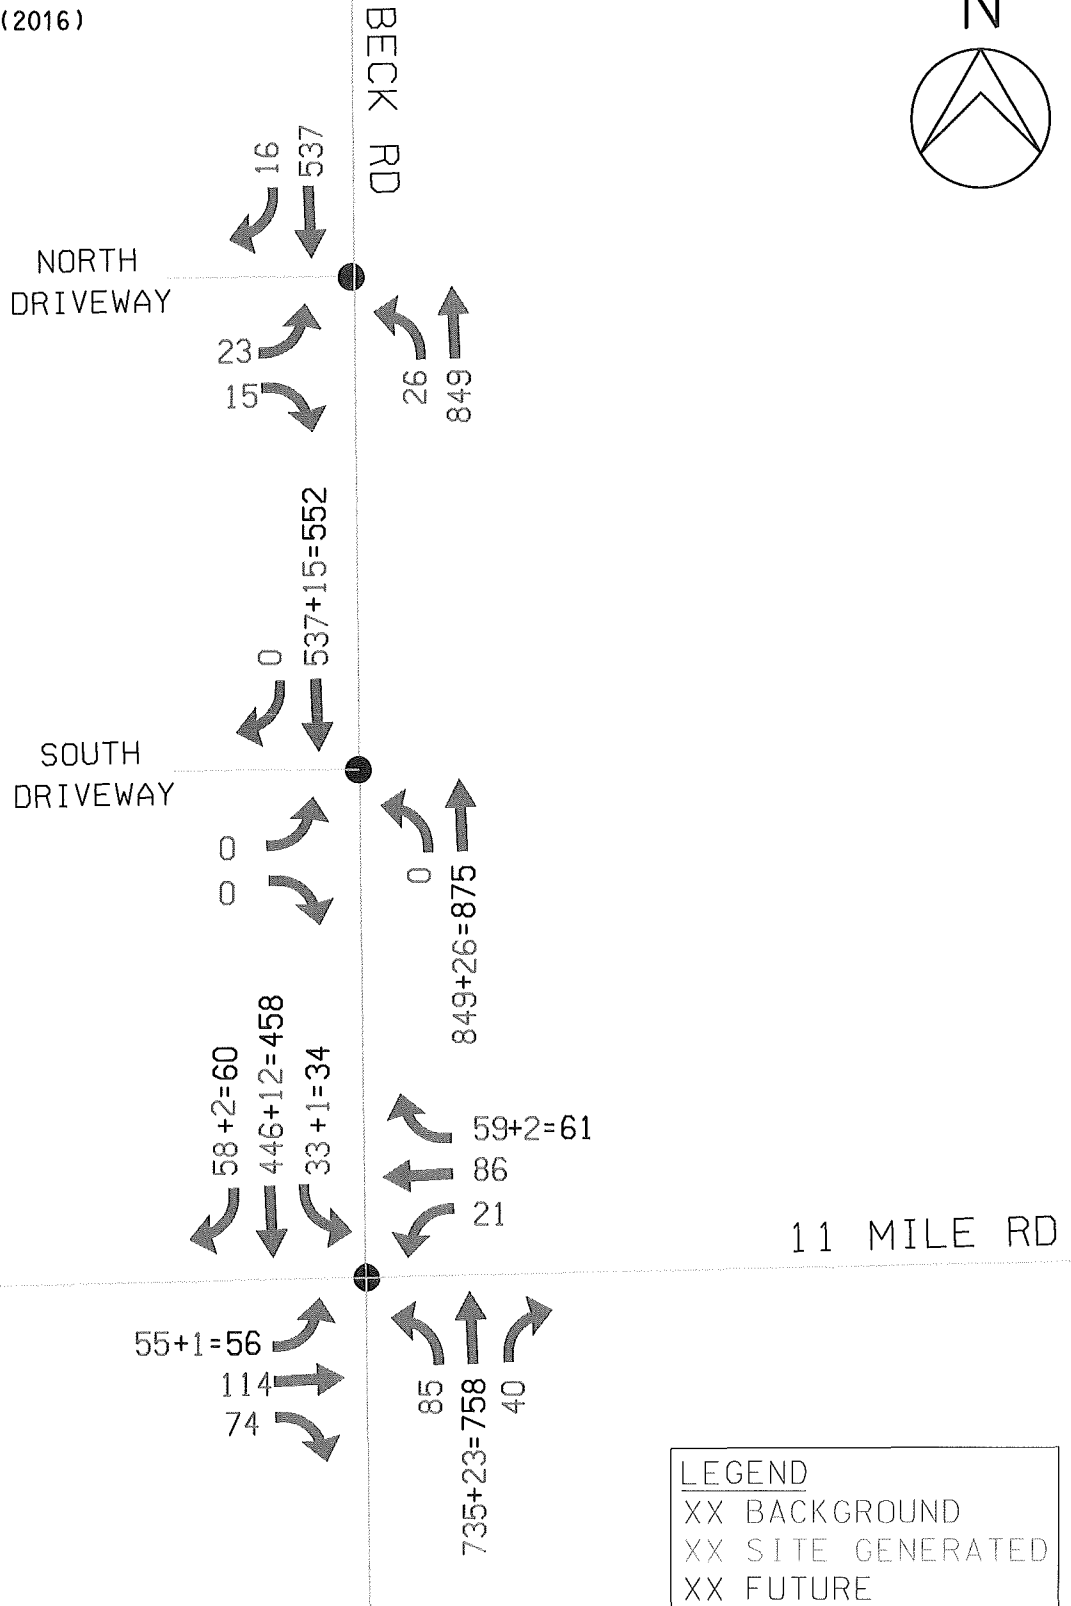 (2016)
N
BECK RD
16
537
NORTH
DRIVEWAY
23
15
26
849
537+15=552
0
SOUTH
DRIVEWAY
0
0
0
849+26=875
58+2=60
446+12=458
33+1=34
59+2=61
86
21
11 MILE RD
55+1=56
114
74
85
735+23=758
40
LEGEND
XX BACKGROUND
XX SITE GENERATED
XX FUTURE